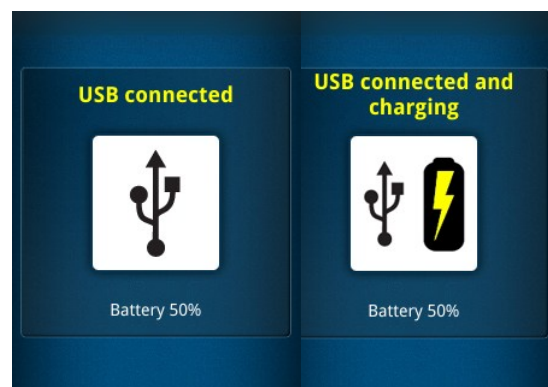 USB connected
Battery 50%
USB connected and
charging
Battery 50%